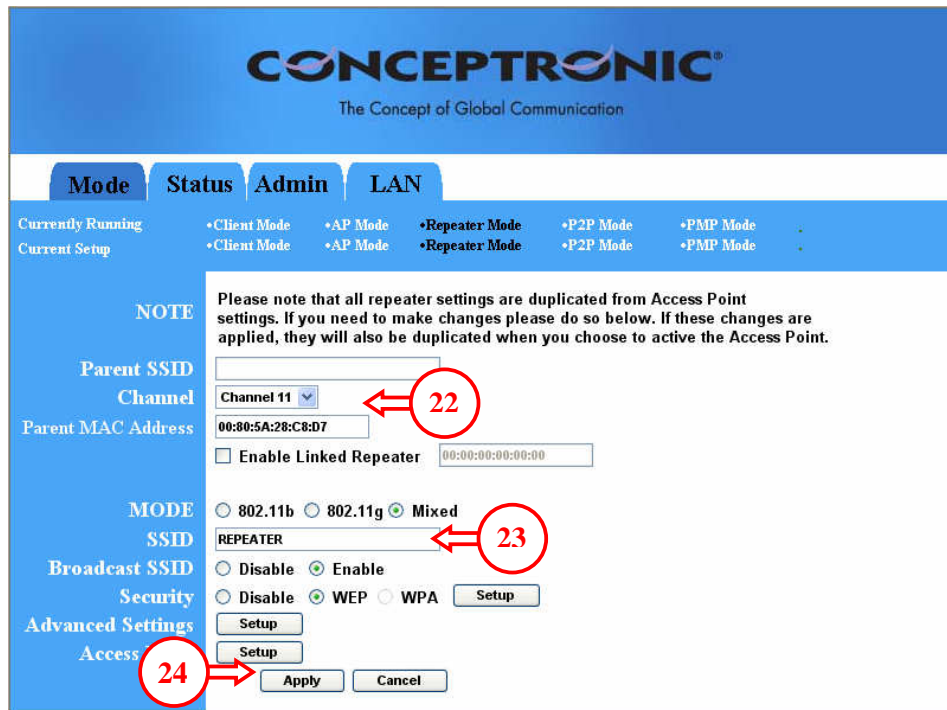 CONCEPTRONIC®
The Concept of Global Communication
Mode Status Admin LAN
Currently Running •Client Mode •AP Mode •Repeater Mode •P2P Mode •PMP Mode
Current Setup •Client Mode •AP Mode •Repeater Mode •P2P Mode •PMP Mode
NOTE
Please note that all repeater settings are duplicated from Access Point
settings. If you need to make changes please do so below. If these changes are
applied, they will also be duplicated when you choose to active the Access Point.
Parent SSID
Channel Channel 11 22
Parent MAC Address 00:80:5A:28:C8:D7
Enable Linked Repeater 00:00:00:00:00:00
MODE 802.11b 802.11g Mixed
SSID REPEATER 23
Broadcast SSID Disable Enable
Security Disable WEP WPA Setup
Advanced Settings Setup
Access Setup
24 Apply Cancel